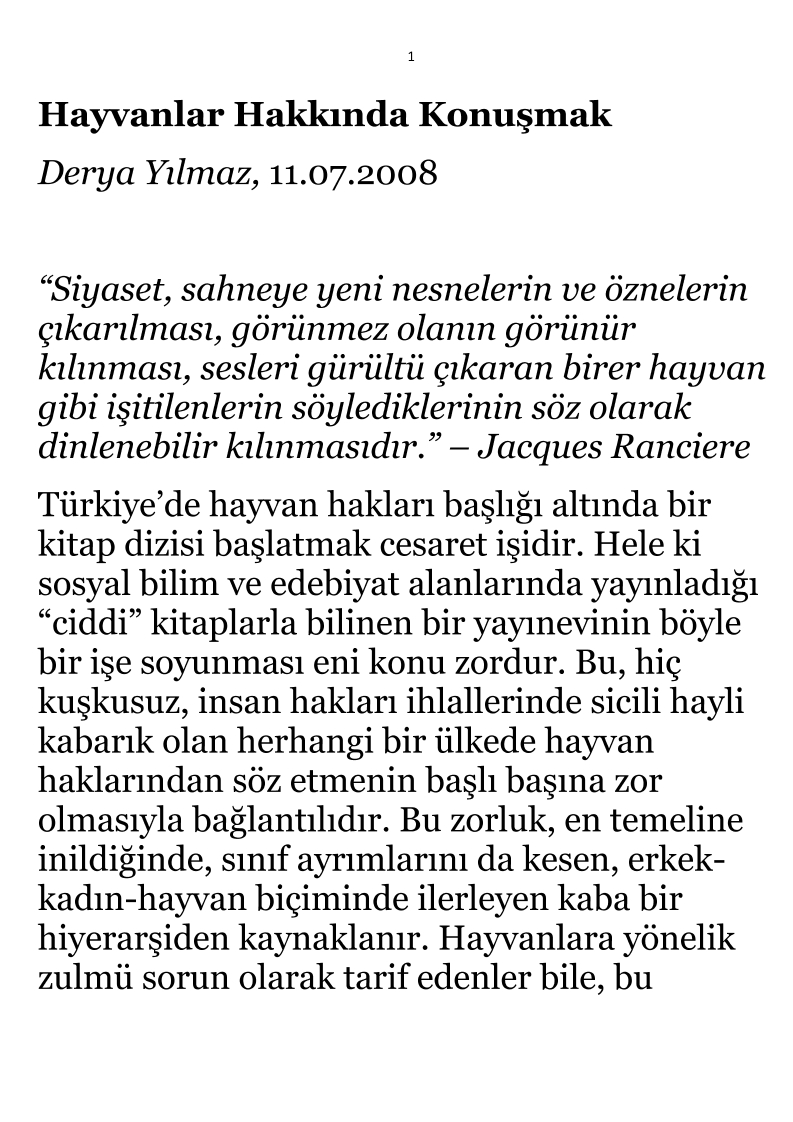 1
Hayvanlar Hakkında Konuşmak
Derya Yılmaz, 11.07.2008
“Siyaset, sahneye yeni nesnelerin ve öznelerin
çıkarılması, görünmez olanın görünür
kılınması, sesleri gürültü çıkaran birer hayvan
gibi işitilenlerin söylediklerinin söz olarak
dinlenebilir kılınmasıdır.” – Jacques Ranciere
Türkiye’de hayvan hakları başlığı altında bir
kitap dizisi başlatmak cesaret işidir. Hele ki
sosyal bilim ve edebiyat alanlarında yayınladığı
“ciddi” kitaplarla bilinen bir yayınevinin böyle
bir işe soyunması eni konu zordur. Bu, hiç
kuşkusuz, insan hakları ihlallerinde sicili hayli
kabarık olan herhangi bir ülkede hayvan
haklarından söz etmenin başlı başına zor
olmasıyla bağlantılıdır. Bu zorluk, en temeline
inildiğinde, sınıf ayrımlarını da kesen, erkek-
kadın-hayvan biçiminde ilerleyen kaba bir
hiyerarşiden kaynaklanır. Hayvanlara yönelik
zulmü sorun olarak tarif edenler bile, bu